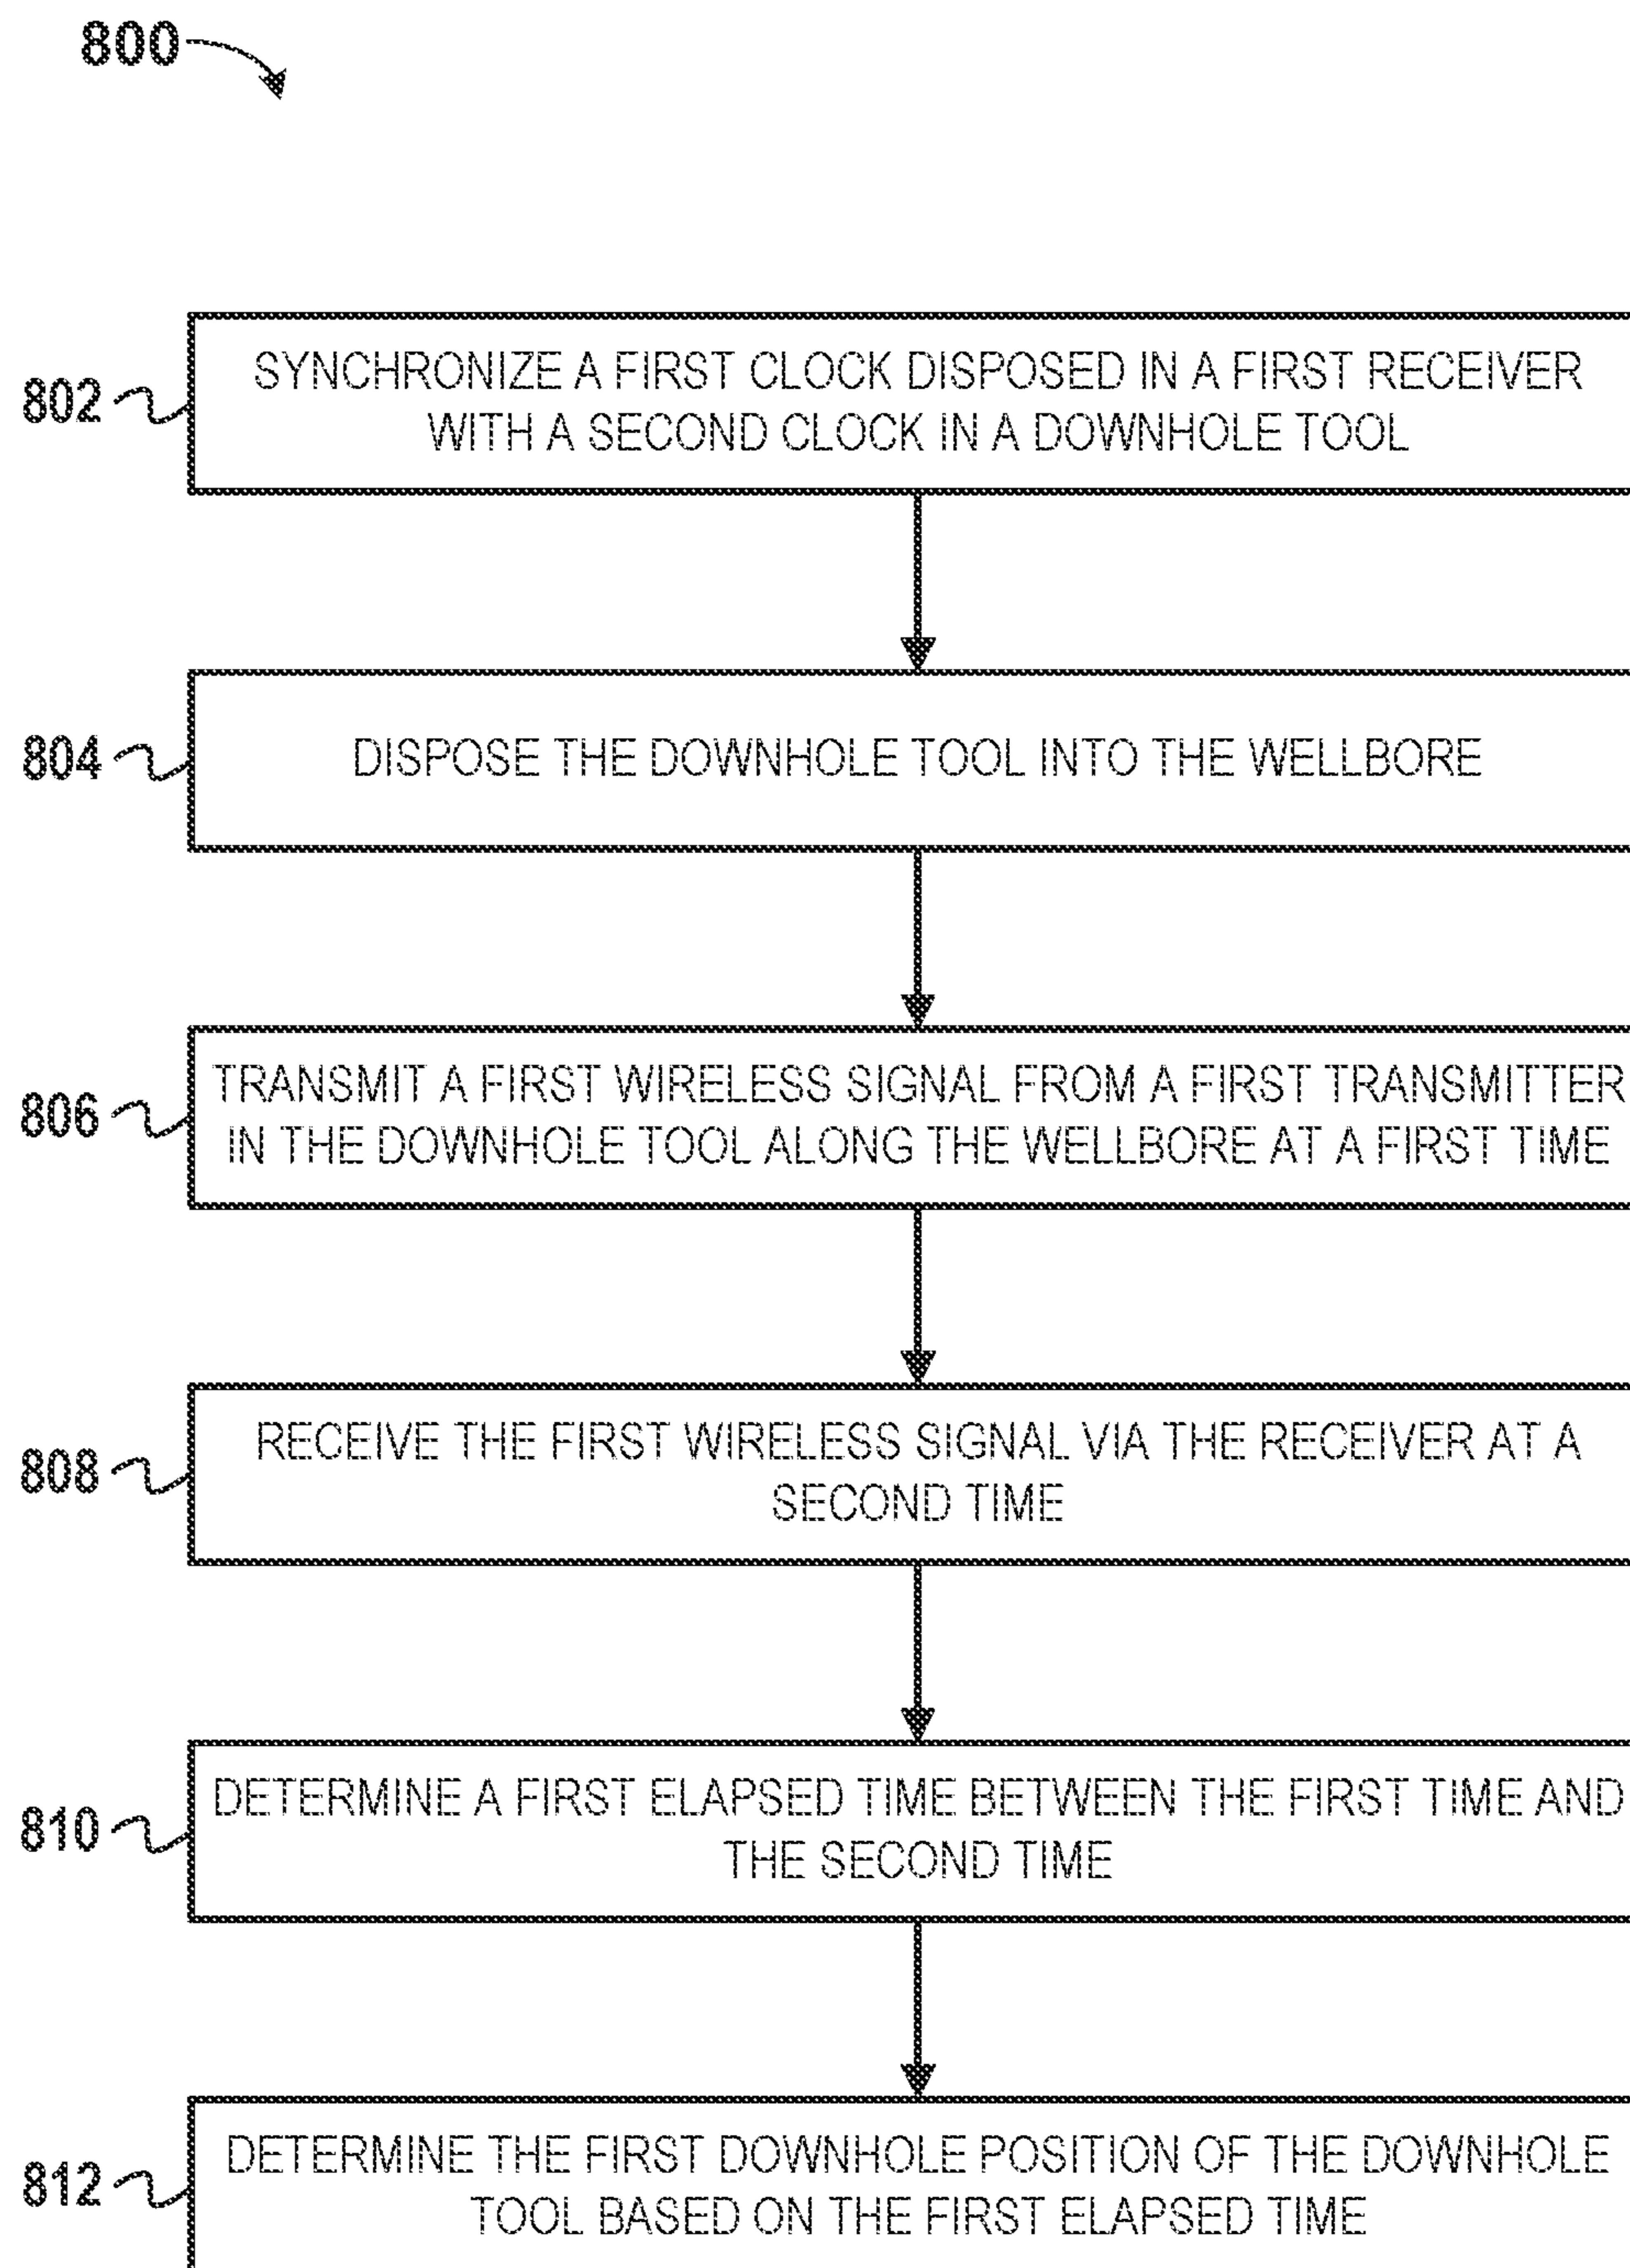 800
802
SYNCHRONIZE A FIRST CLOCK DISPOSED IN A FIRST RECEIVER
WITH A SECOND CLOCK IN A DOWNHOLE TOOL
804
DISPOSE THE DOWNHOLE TOOL INTO THE WELLBORE
806
TRANSMIT A FIRST WIRELESS SIGNAL FROM A FIRST TRANSMITTER
IN THE DOWNHOLE TOOL ALONG THE WELLBORE AT A FIRST TIME
808
RECEIVE THE FIRST WIRELESS SIGNAL VIA THE RECEIVER AT A
SECOND TIME
810
DETERMINE A FIRST ELAPSED TIME BETWEEN THE FIRST TIME AND
THE SECOND TIME
812
DETERMINE THE FIRST DOWNHOLE POSITION OF THE DOWNHOLE
TOOL BASED ON THE FIRST ELAPSED TIME